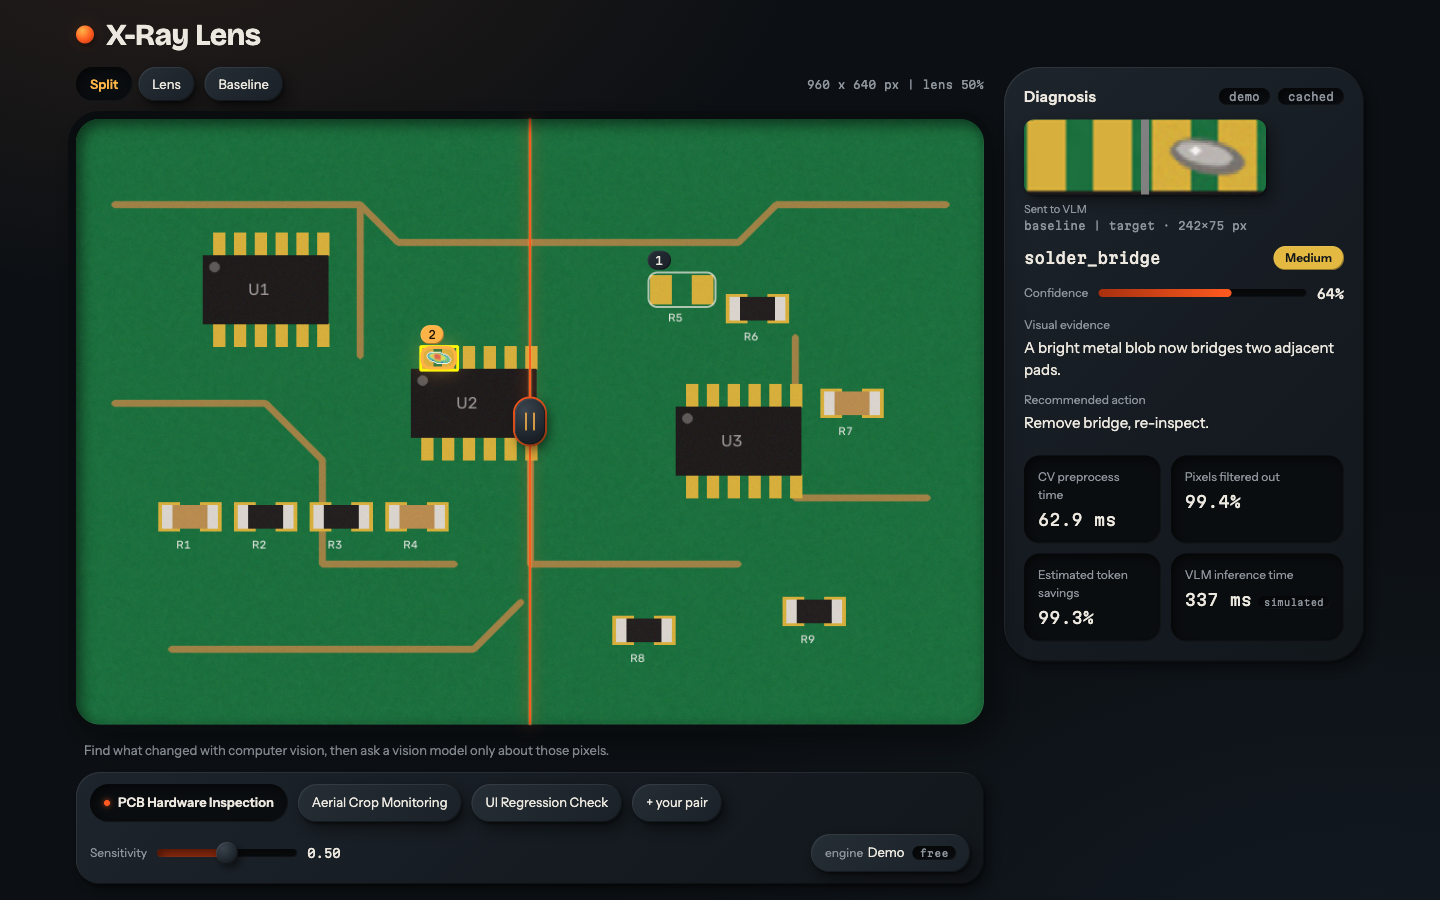 X-Ray Lens
Split
Lens
Baseline
960 x 640 px | lens 50%
U1
1
R5
R6
2
U2
U3
R7
R1
R2
R3
R4
R8
R9
Diagnosis
demo
cached
Sent to VLM
baseline | target · 242×75 px
solder_bridge
Medium
Confidence
64%
Visual evidence
A bright metal blob now bridges two adjacent
pads.
Recommended action
Remove bridge, re-inspect.
CV preprocess
time
62.9 ms
Pixels filtered out
99.4%
Estimated token
savings
99.3%
VLM inference time
337 ms simulated
Find what changed with computer vision, then ask a vision model only about those pixels.
PCB Hardware Inspection
Aerial Crop Monitoring
UI Regression Check
+ your pair
Sensitivity
0.50
engine Demo free